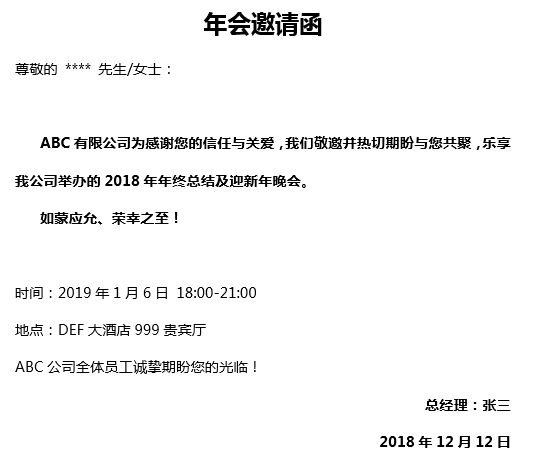 年会邀请函
尊敬的 **** 先生/女士：
ABC 有限公司为感谢您的信任与关爱，我们敬邀并热切期盼与您共聚，乐享
我公司举办的 2018 年年终总结及迎新年晚会。
如蒙应允、荣幸之至！
时间：2019 年 1 月 6 日 18:00-21:00
地点：DEF 大酒店 999 贵宾厅
ABC 公司全体员工诚挚期盼您的光临！
总经理：张三
2018 年 12 月 12 日